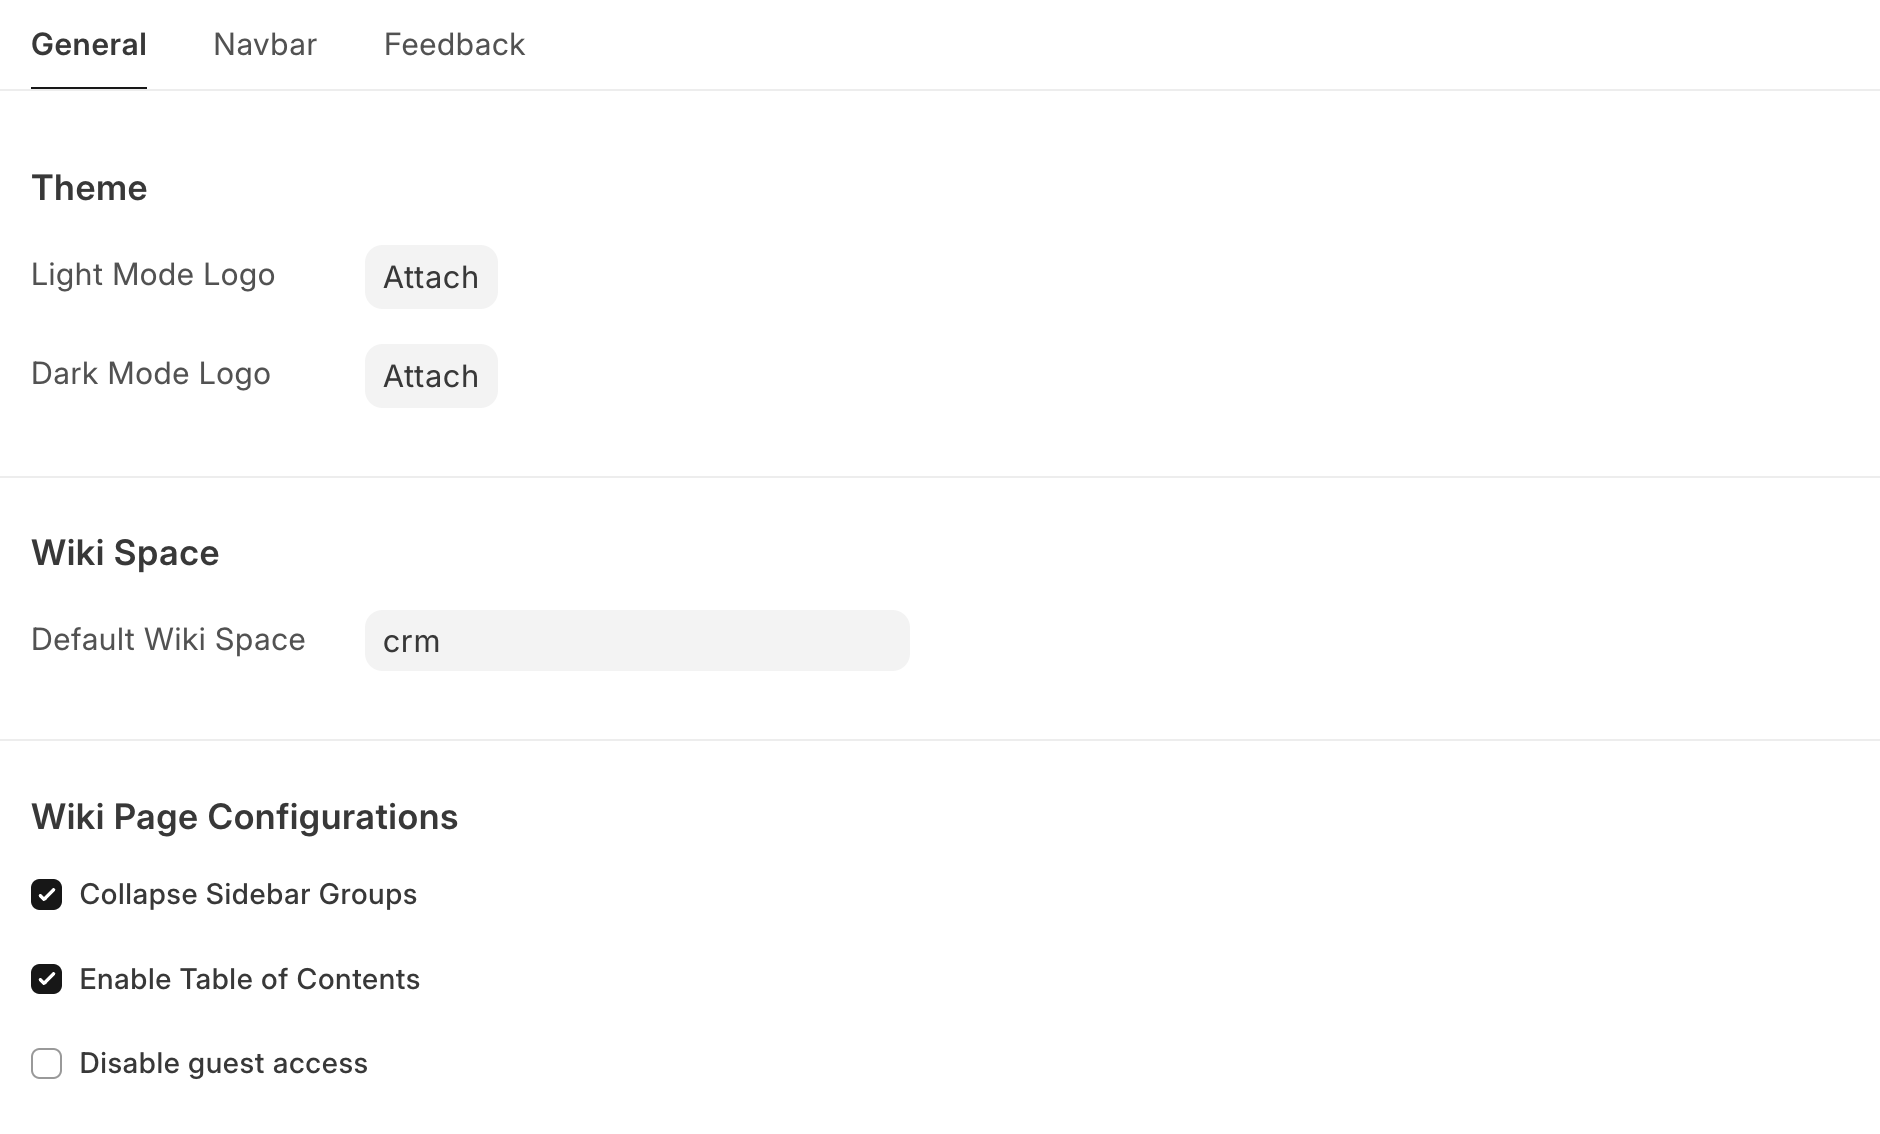 General Navbar Feedback
Theme
Light Mode Logo Attach
Dark Mode Logo Attach
Wiki Space
Default Wiki Space crm
Wiki Page Configurations
Collapse Sidebar Groups
Enable Table of Contents
Disable guest access